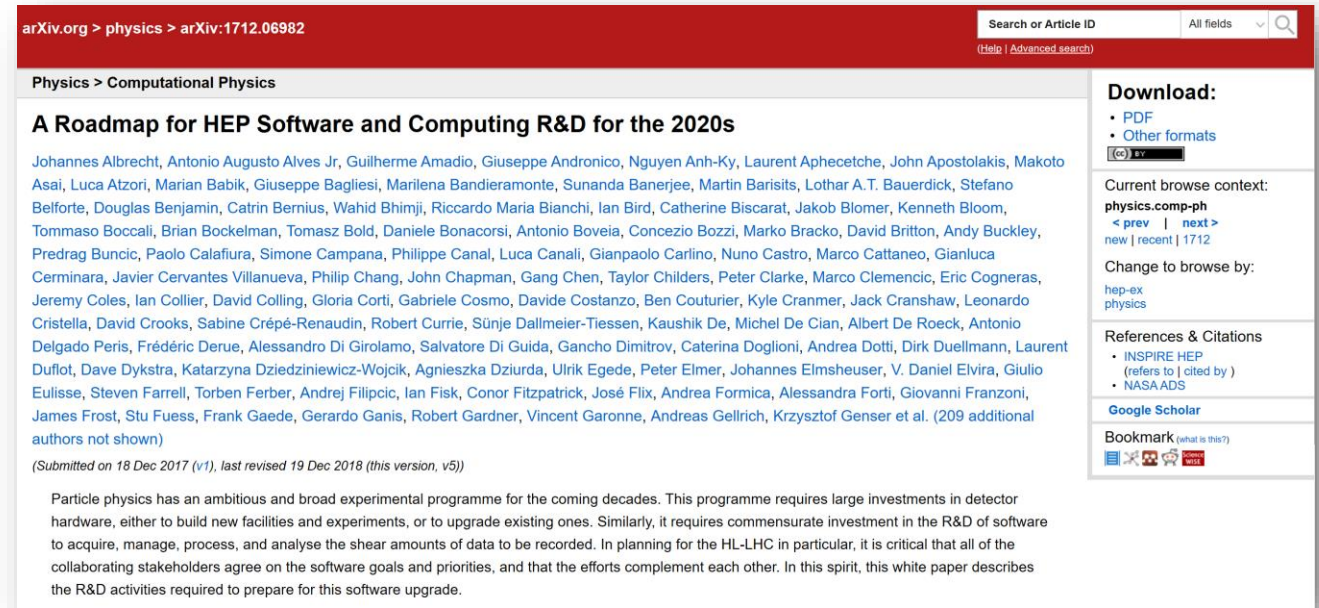 arXiv.org > physics > arXiv:1712.06982
Search or Article ID
All fields
(Help | Advanced search)
Physics > Computational Physics
A Roadmap for HEP Software and Computing R&D for the 2020s
Johannes Albrecht, Antonio Augusto Alves Jr, Guilherme Amadio, Giuseppe Andronico, Nguyen Anh-Ky, Laurent Aphecetche, John Apostolakis, Makoto
Asai, Luca Atzori, Marian Babik, Giuseppe Bagliesi, Marilena Bandieramonte, Sunanda Banerjee, Martin Barisits, Lothar A.T. Bauerdick, Stefano
Belforte, Douglas Benjamin, Catrin Bernius, Wahid Bhimji, Riccardo Maria Bianchi, Ian Bird, Catherine Biscarat, Jakob Blomer, Kenneth Bloom,
Tommaso Boccali, Brian Bockelman, Tomasz Bold, Daniele Bonacorsi, Antonio Boveia, Concezio Bozzi, Marko Bracko, David Britton, Andy Buckley,
Predrag Buncic, Paolo Calafiura, Simone Campana, Philippe Canal, Luca Canali, Gianpaolo Carlino, Nuno Castro, Marco Cattaneo, Gianluca
Cerminara, Javier Cervantes Villanueva, Philip Chang, John Chapman, Gang Chen, Taylor Childers, Peter Clarke, Marco Clemencic, Eric Cogneras,
Jeremy Coles, Ian Collier, David Colling, Gloria Corti, Gabriele Cosmo, Davide Costanzo, Ben Couturier, Kyle Cranmer, Jack Cranshaw, Leonardo
Cristella, David Crooks, Sabine Crépé-Renaudin, Robert Currie, Sünje Dallmeier-Tiessen, Kaushik De, Michel De Cian, Albert De Roeck, Antonio
Delgado Peris, Frédéric Derue, Alessandro Di Girolamo, Salvatore Di Guida, Gancho Dimitrov, Caterina Doglioni, Andrea Dotti, Dirk Duellmann, Laurent
Duflot, Dave Dykstra, Katarzyna Dziedziniewicz-Wojcik, Agnieszka Dziurda, Ulrik Egede, Peter Elmer, Johannes Elmsheuser, V. Daniel Elvira, Giulio
Eulisse, Steven Farrell, Torben Ferber, Andrej Filipcic, Ian Fisk, Conor Fitzpatrick, José Flix, Andrea Formica, Alessandra Forti, Giovanni Franzoni,
James Frost, Stu Fuess, Frank Gaede, Gerardo Ganis, Robert Gardner, Vincent Garonne, Andreas Gellrich, Krzysztof Genser et al. (209 additional
authors not shown)
(Submitted on 18 Dec 2017 (v1), last revised 19 Dec 2018 (this version, v5))
Particle physics has an ambitious and broad experimental programme for the coming decades. This programme requires large investments in detector
hardware, either to build new facilities and experiments, or to upgrade existing ones. Similarly, it requires commensurate investment in the R&D of software
to acquire, manage, process, and analyse the shear amounts of data to be recorded. In planning for the HL-LHC in particular, it is critical that all of the
collaborating stakeholders agree on the software goals and priorities, and that the efforts complement each other. In this spirit, this white paper describes
the R&D activities required to prepare for this software upgrade.
Download:
• PDF
• Other formats
(cc) BY
Current browse context:
physics.comp-ph
< prev | next >
new | recent | 1712
Change to browse by:
hep-ex
physics
References & Citations
• INSPIRE HEP
(refers to | cited by )
• NASA ADS
Google Scholar
Bookmark (what is this?)
Science
WISE